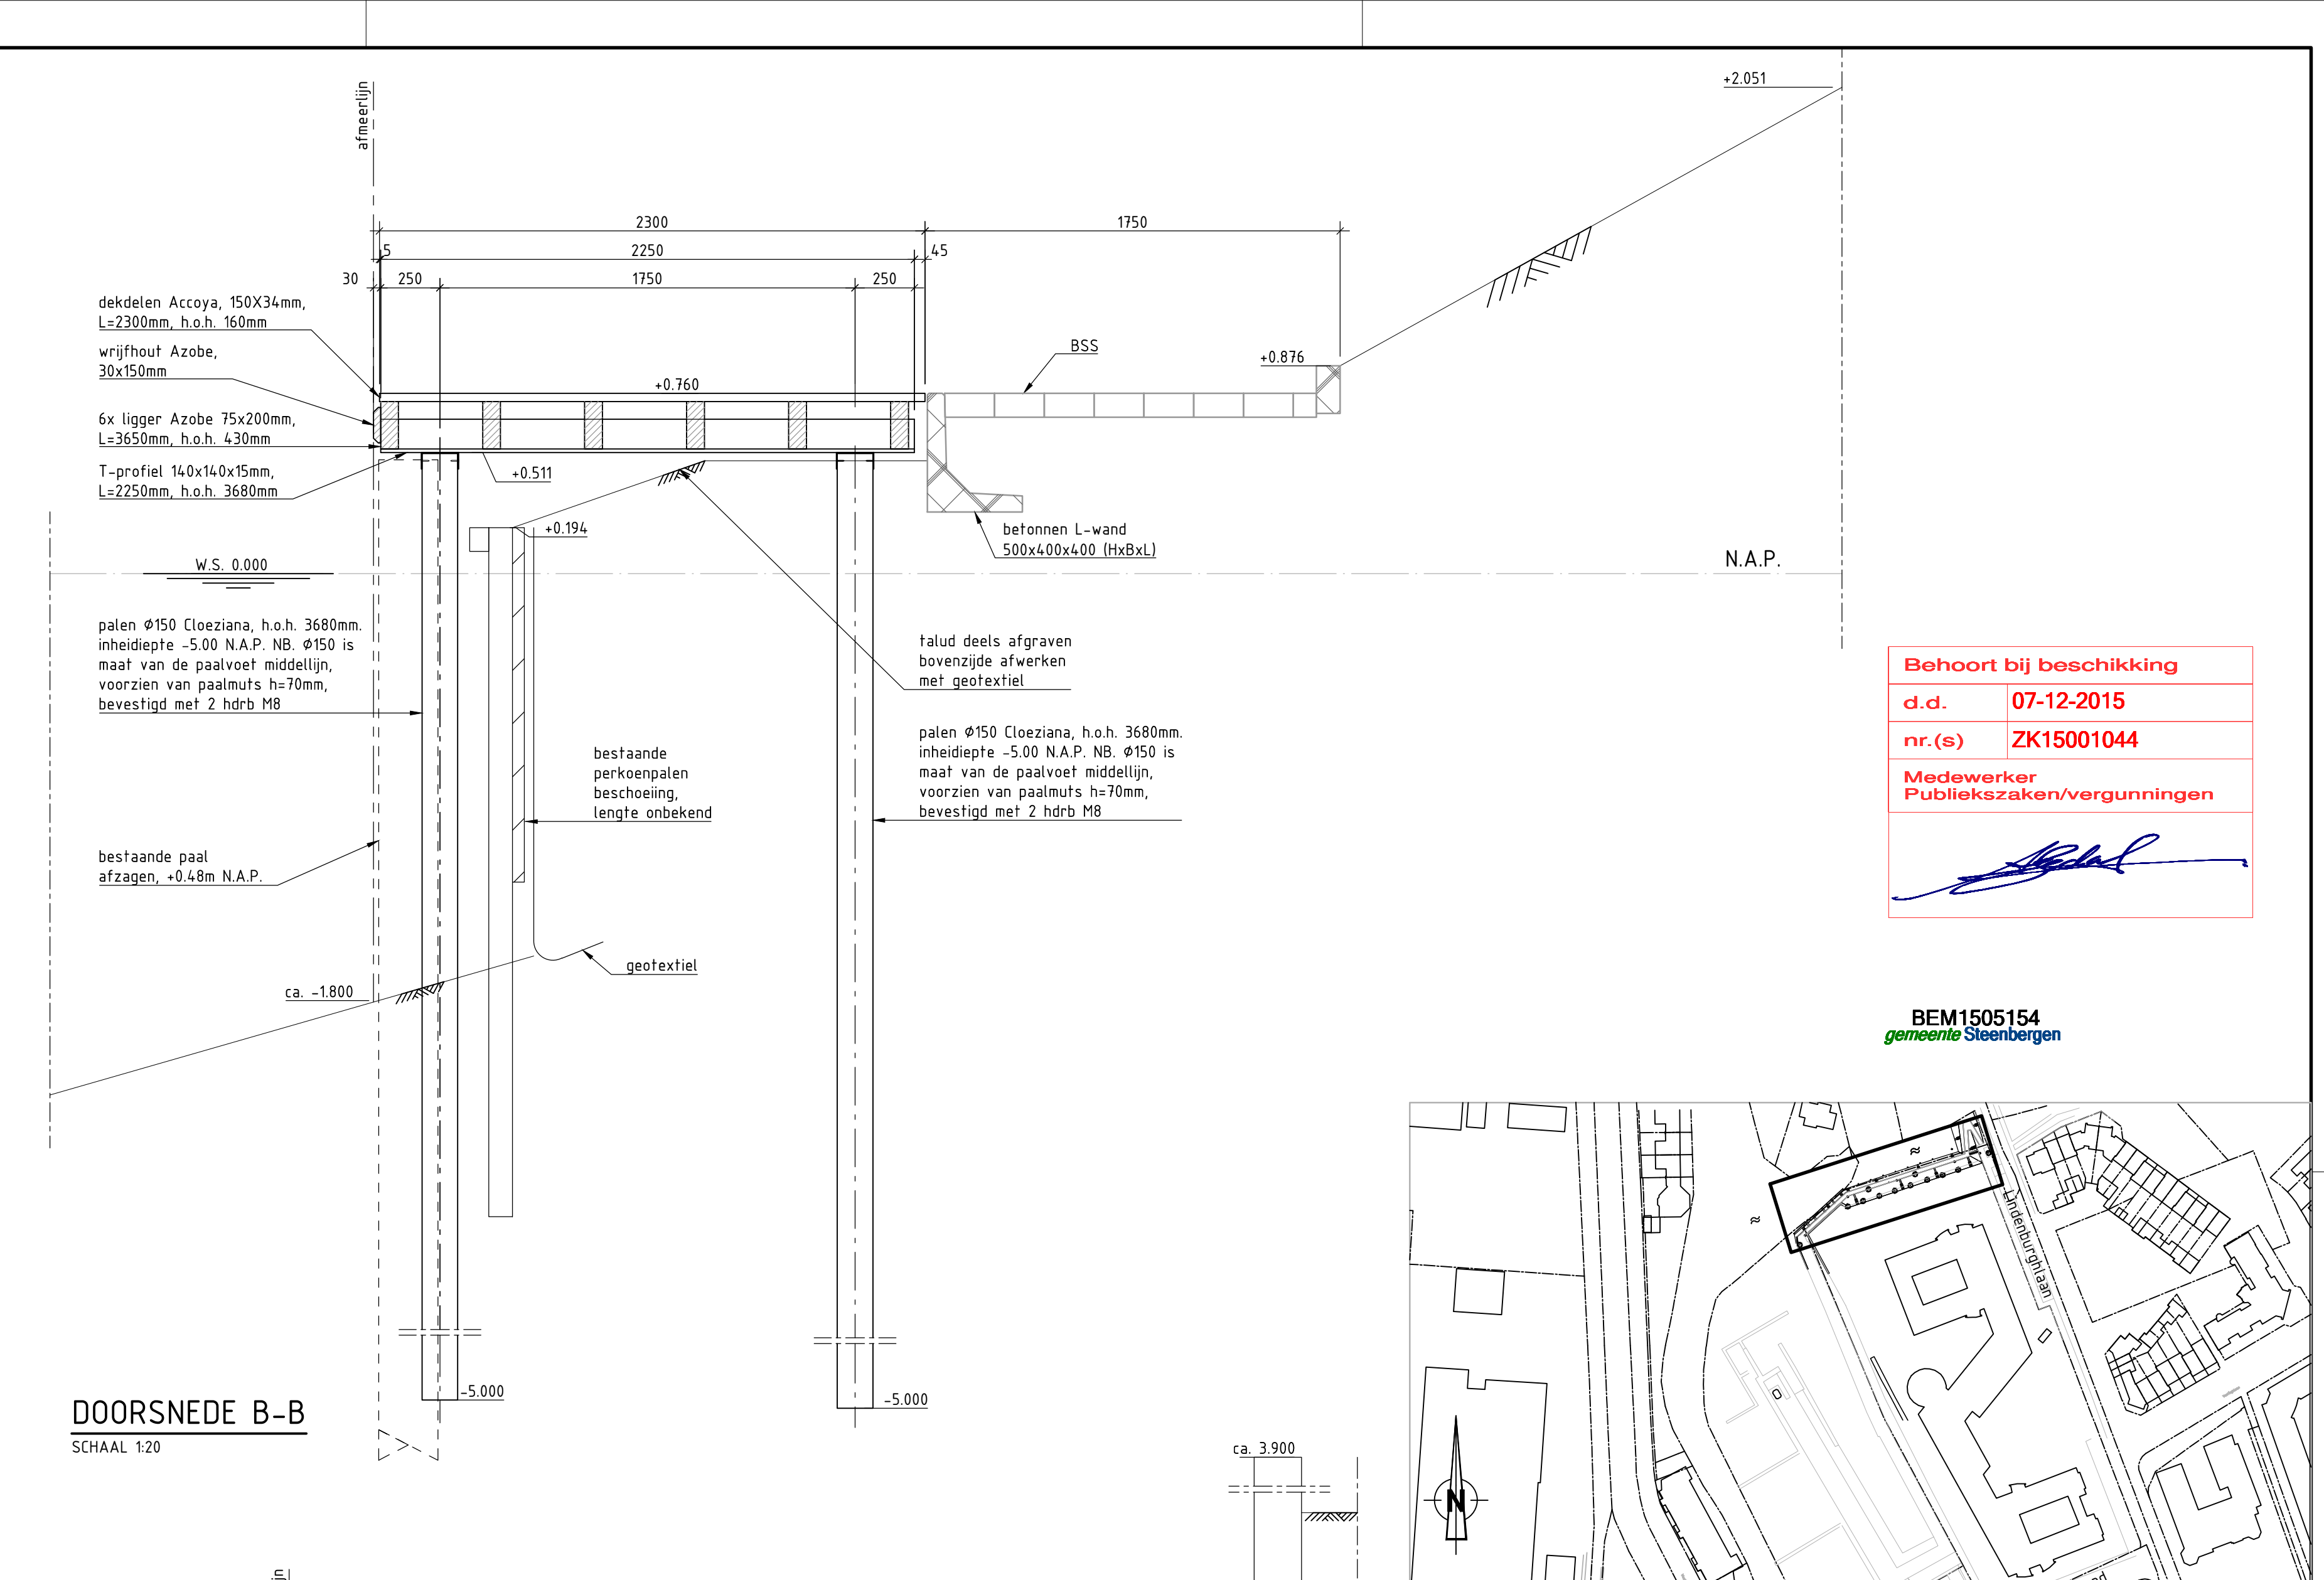 afmeerlijn
+2.051
2300
1750
5
2250
45
30
250
1750
250
dekdelen Accoya, 150X34mm,
L=2300mm, h.o.h. 160mm
wrijfhout Azobe,
30x150mm
6x ligger Azobe 75x200mm,
L=3650mm, h.o.h. 430mm
T-profiel 140x140x15mm,
L=2250mm, h.o.h. 3680mm
+0.760
BSS
+0.876
+0.511
+0.194
betonnen L-wand
500x400x400 (HxBxL)
W.S. 0.000
N.A.P.
palen Ø150 Cloeziana, h.o.h. 3680mm.
inheidiepte -5.00 N.A.P. NB. Ø150 is
maat van de paalvoet middellijn,
voorzien van paalmuts h=70mm,
bevestigd met 2 hdrb M8
talud deels afgraven
bovenzijde afwerken
met geotextiel
palen Ø150 Cloeziana, h.o.h. 3680mm.
inheidiepte -5.00 N.A.P. NB. Ø150 is
maat van de paalvoet middellijn,
voorzien van paalmuts h=70mm,
bevestigd met 2 hdrb M8
bestaande
perkoenpalen
beschoeiing,
lengte onbekend
bestaande paal
afzagen, +0.48m N.A.P.
geotextiel
ca. -1.800
-5.000
-5.000
DOORSNEDE B-B
SCHAAL 1:20
ca. 3.900
Behoort bij beschikking
d.d. 07-12-2015
nr.(s) ZK15001044
Medewerker
Publiekszaken/vergunningen
BEM1505154
gemeente Steenbergen
Lindenburghlaan
N